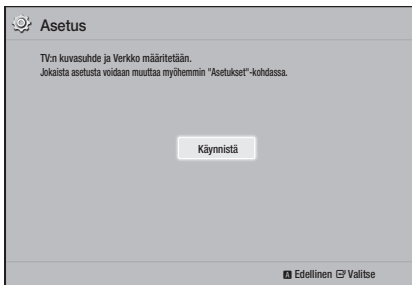 Asetus
TV:n kuvasuhde ja Verkko määritetään.
Jokaista asetusta voidaan muuttaa myöhemmin "Asetukset"-kohdassa.
Käynnistä
A Edellinen Valitse